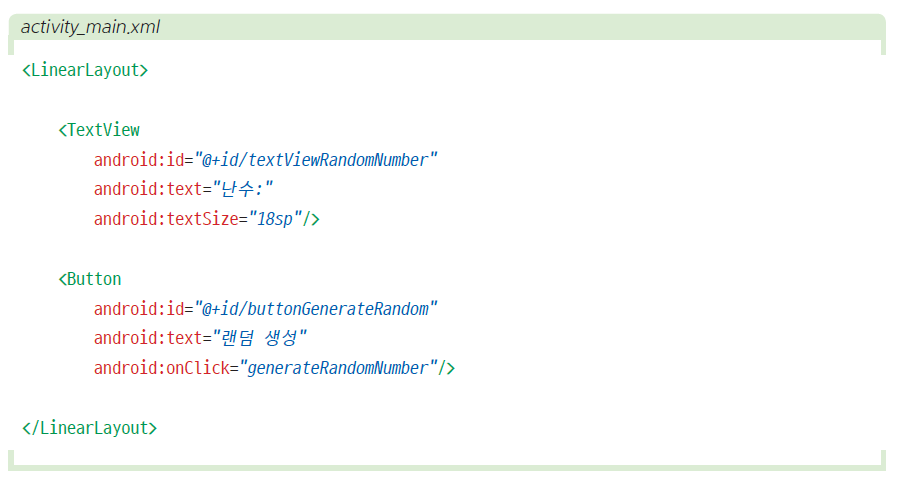 activity_main.xml
<LinearLayout>
<TextView
android:id="@+id/textViewRandomNumber"
android:text="난수:"
android:textSize="18sp"/>
<Button
android:id="@+id/buttonGenerateRandom"
android:text="랜덤 생성"
android:onClick="generateRandomNumber"/>
</LinearLayout>